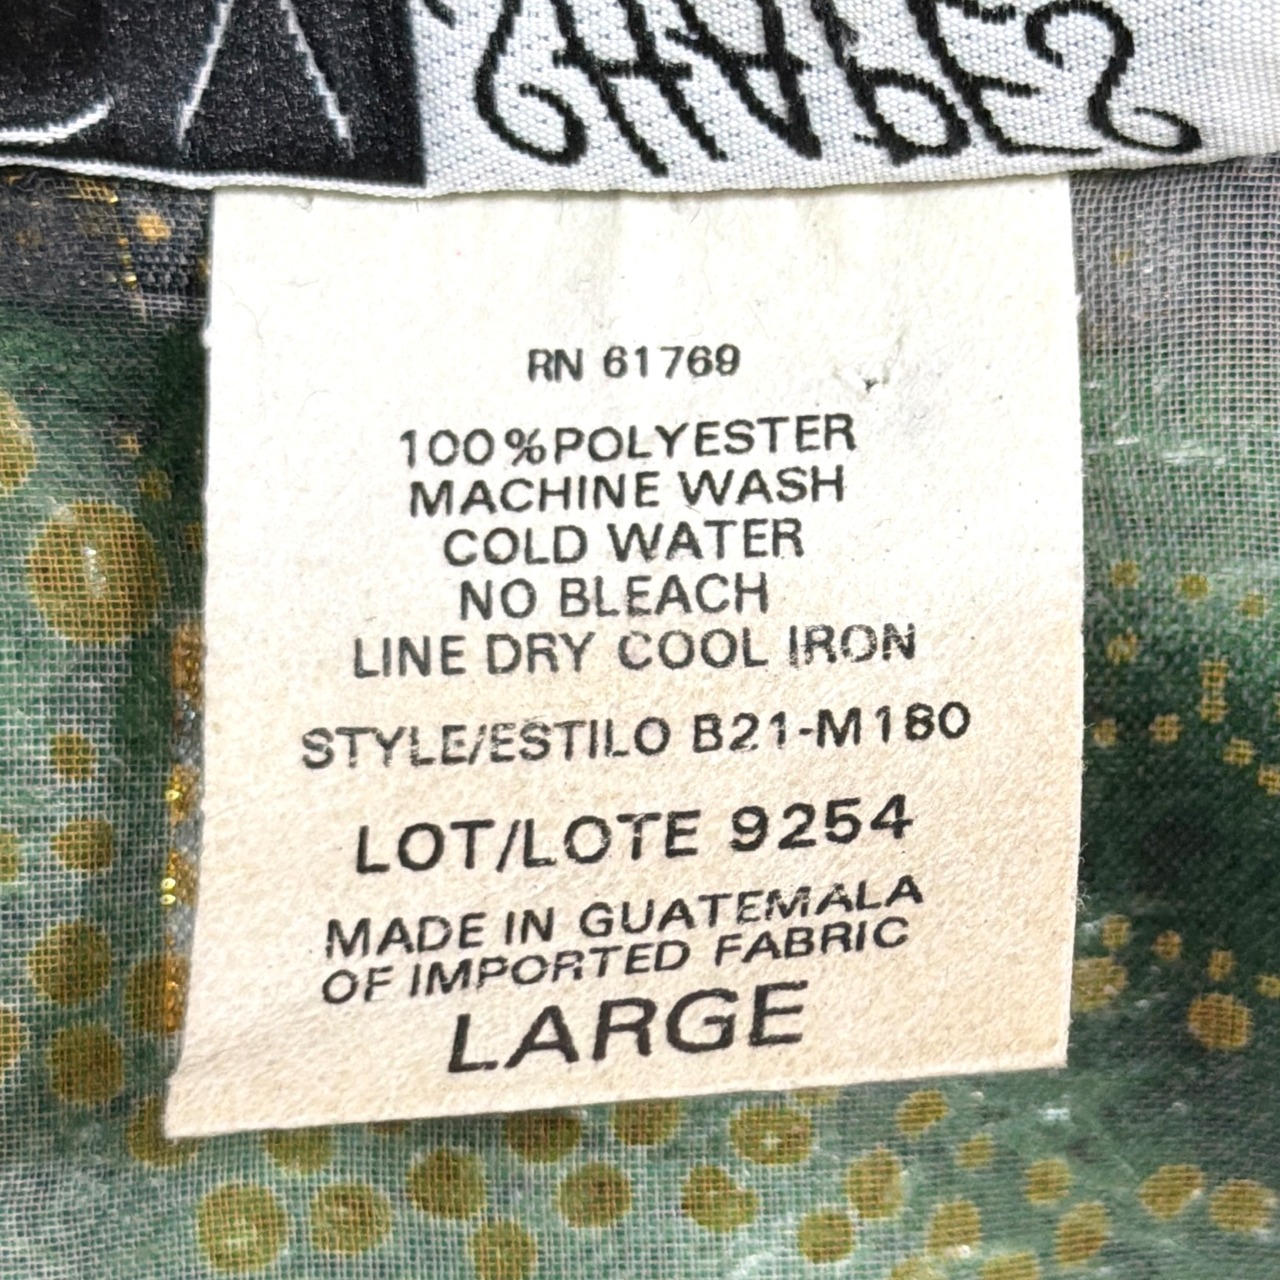 RN 61769
100%POLYESTER
MACHINE WASH
COLD WATER
NO BLEACH
LINE DRY COOL IRON
STYLE/ESTILO B21-M180
LOT/LOTE 9254
MADE IN GUATEMALA
OF IMPORTED FABRIC
LARGE